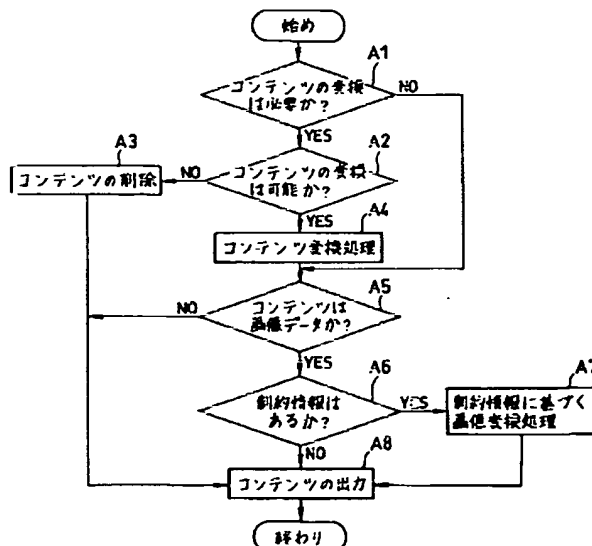 始め
A1
コンテンツの変換
は必要か?
NO
YES
A2
コンテンツの変換
は可能か?
NO
A3
コンテンツの削除
YES
A4
コンテンツ変換処理
A5
コンテンツは
画像データか?
NO
YES
A6
制約情報は
あるか?
YES
A7
制約情報に基づく
画像変換処理
NO
A8
コンテンツの出力
終わり